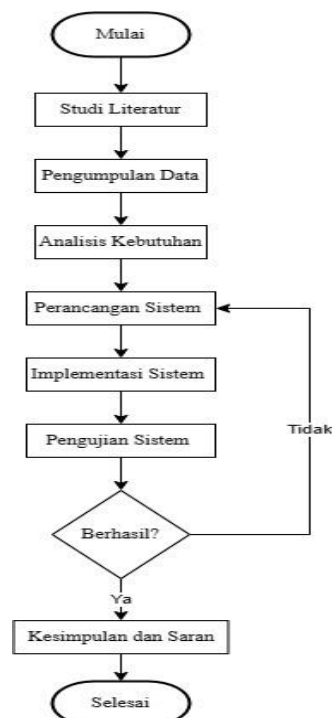 Mulai
Studi Literatur
Pengumpulan Data
Analisis Kebutuhan
Perancangan Sistem
Implementasi Sistem
Pengujian Sistem
Tidak
Berhasil?
Ya
Kesimpulan dan Saran
Selesai